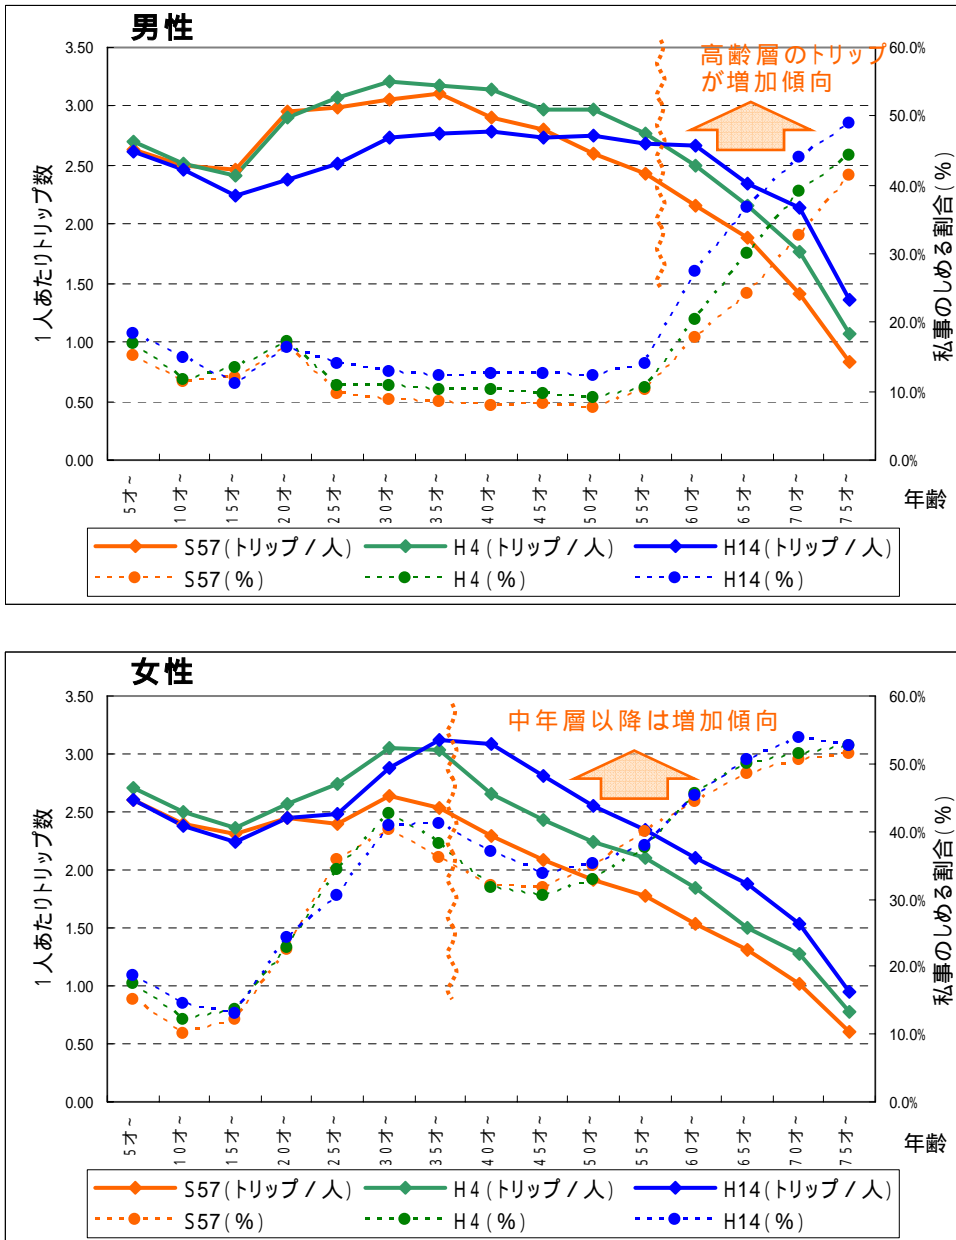 男性
高齢層のトリップ
が増加傾向
1人あたりトリップ数
私事のしめる割合(%)
3.50
3.00
2.50
2.00
1.50
1.00
0.50
0.00
60.0%
50.0%
40.0%
30.0%
20.0%
10.0%
0.0%
5才~
10才~
15才~
20才~
25才~
30才~
35才~
40才~
45才~
50才~
55才~
60才~
65才~
70才~
75才~
年齢
S57(トリップ/人) H4(トリップ/人) H14(トリップ/人)
S57(%) H4(%) H14(%)
女性
中年層以降は増加傾向
1人あたりトリップ数
私事のしめる割合(%)
3.50
3.00
2.50
2.00
1.50
1.00
0.50
0.00
60.0%
50.0%
40.0%
30.0%
20.0%
10.0%
0.0%
5才~
10才~
15才~
20才~
25才~
30才~
35才~
40才~
45才~
50才~
55才~
60才~
65才~
70才~
75才~
年齢
S57(トリップ/人) H4(トリップ/人) H14(トリップ/人)
S57(%) H4(%) H14(%)